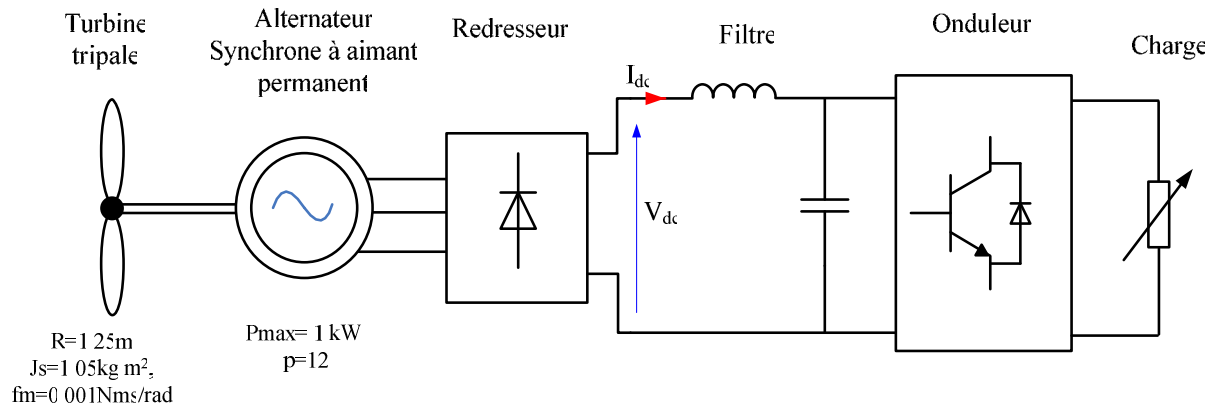 Turbine
tripale
Alternateur
Synchrone à aimant
permanent
Redresseur
Filtre
Onduleur
Charge
Idc
Vdc
R=1 25m
Js=1 05kg m²,
fm=0 001Nms/rad
Pmax= 1 kW
p=12